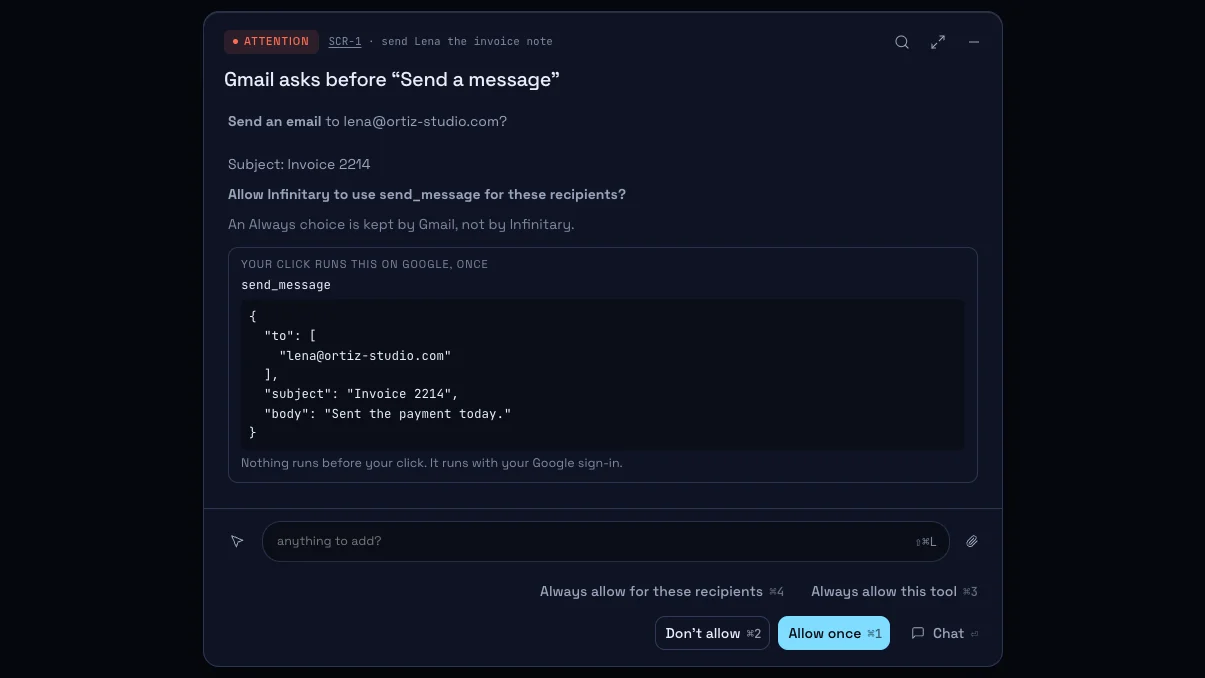 ATTENTION SCR-1 · send Lena the invoice note
Gmail asks before “Send a message”
Send an email to lena@ortiz-studio.com?
Subject: Invoice 2214
Allow Infinitary to use send_message for these recipients?
An Always choice is kept by Gmail, not by Infinitary.
YOUR CLICK RUNS THIS ON GOOGLE, ONCE
send_message
{
"to": [
"lena@ortiz-studio.com"
],
"subject": "Invoice 2214",
"body": "Sent the payment today."
}
Nothing runs before your click. It runs with your Google sign-in.
anything to add? ⇧⌘L
Always allow for these recipients ⌘4 Always allow this tool ⌘3
Don’t allow ⌘2 Allow once ⌘1 Chat ⏎